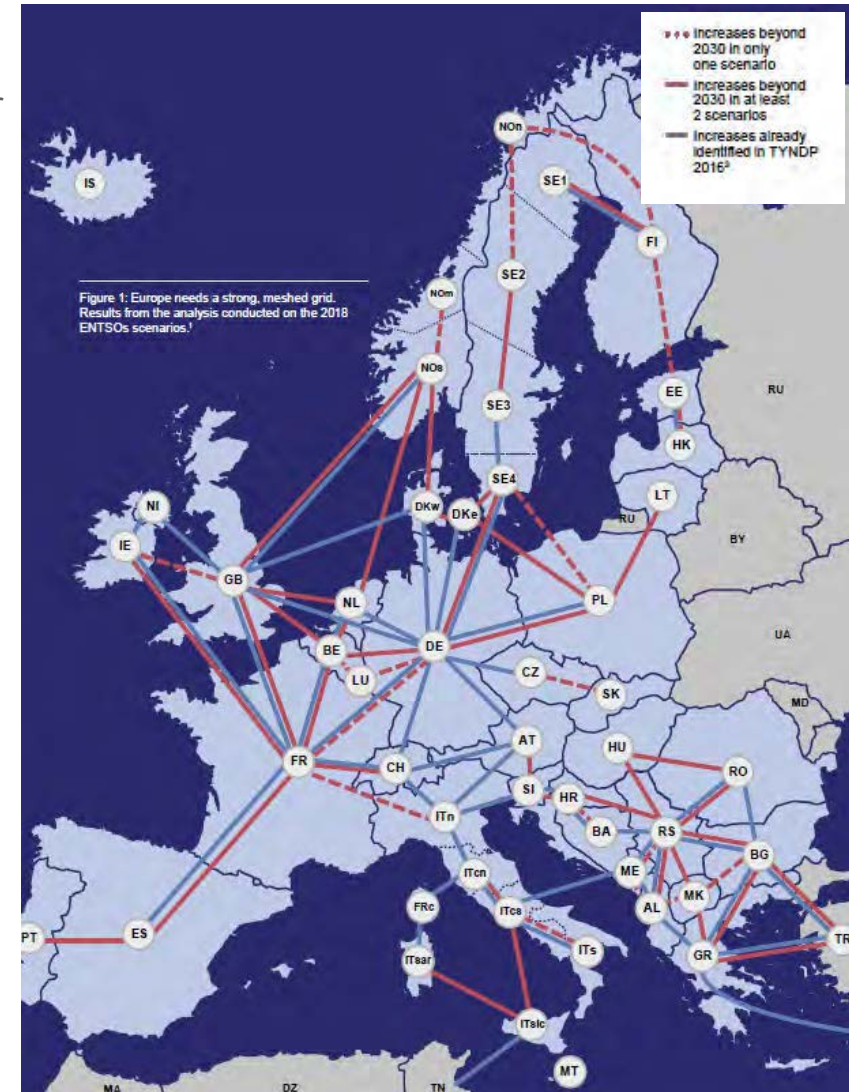 Increases beyond
2030 in only
one scenario
Increases beyond
2030 in at least
2 scenarios
Increases already
identified in TYNDP
2016³
NOn
SE1
IS
FI
SE2
Figure 1: Europe needs a strong, meshed grid.
Results from the analysis conducted on the 2018
ENTSOs scenarios.¹
NOm
NOs
RU
EE
SE3
HK
SE4
LT
NI
DKw
DKe
RU
BY
IE
GB
NL
PL
BE
DE
UA
LU
CZ
SK
MD
AT
HU
FR
CH
RO
SI
HR
ITn
BA
RS
BG
ITcn
ME
MK
FRc
ITcs
AL
PT
ES
ITs
GR
TR
ITsar
ITsic
MT
MA
DZ
TN